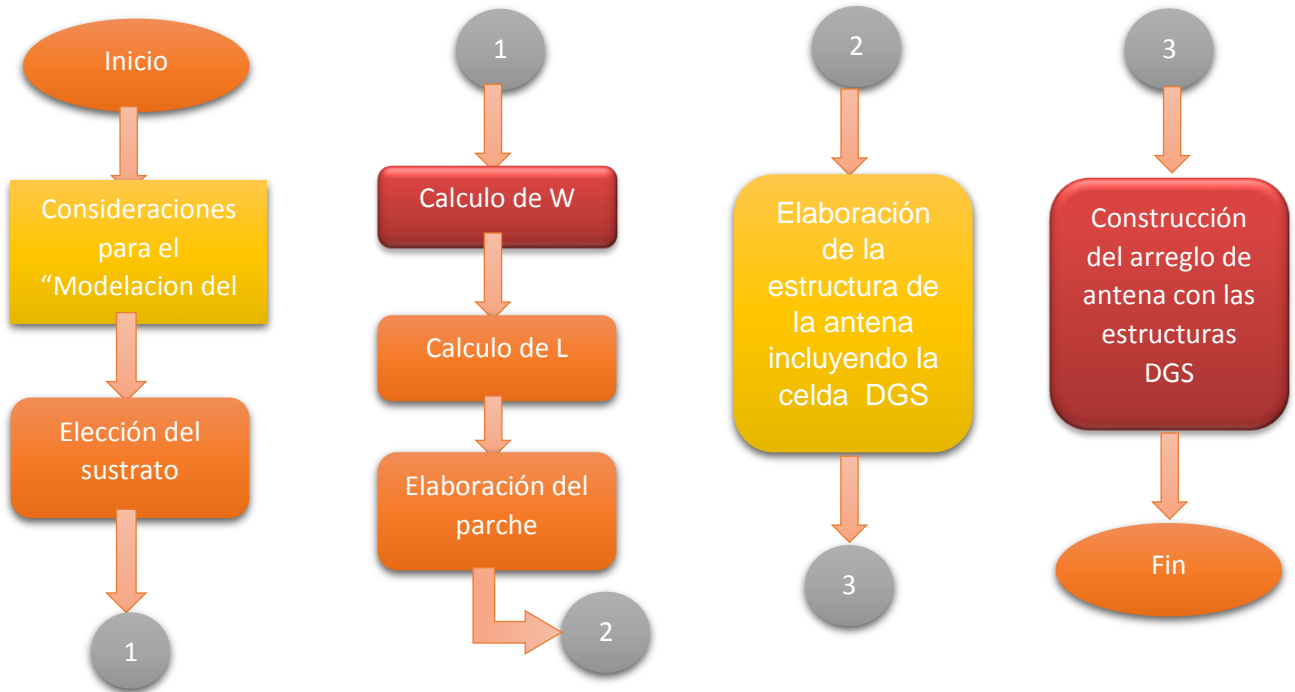 Inicio
Consideraciones
para el
“Modelacion del
Elección del
sustrato
1
1
Calculo de W
Calculo de L
Elaboración del
parche
2
2
Elaboración
de la
estructura de
la antena
incluyendo la
celda DGS
3
3
Construcción
del arreglo de
antena con las
estructuras
DGS
Fin